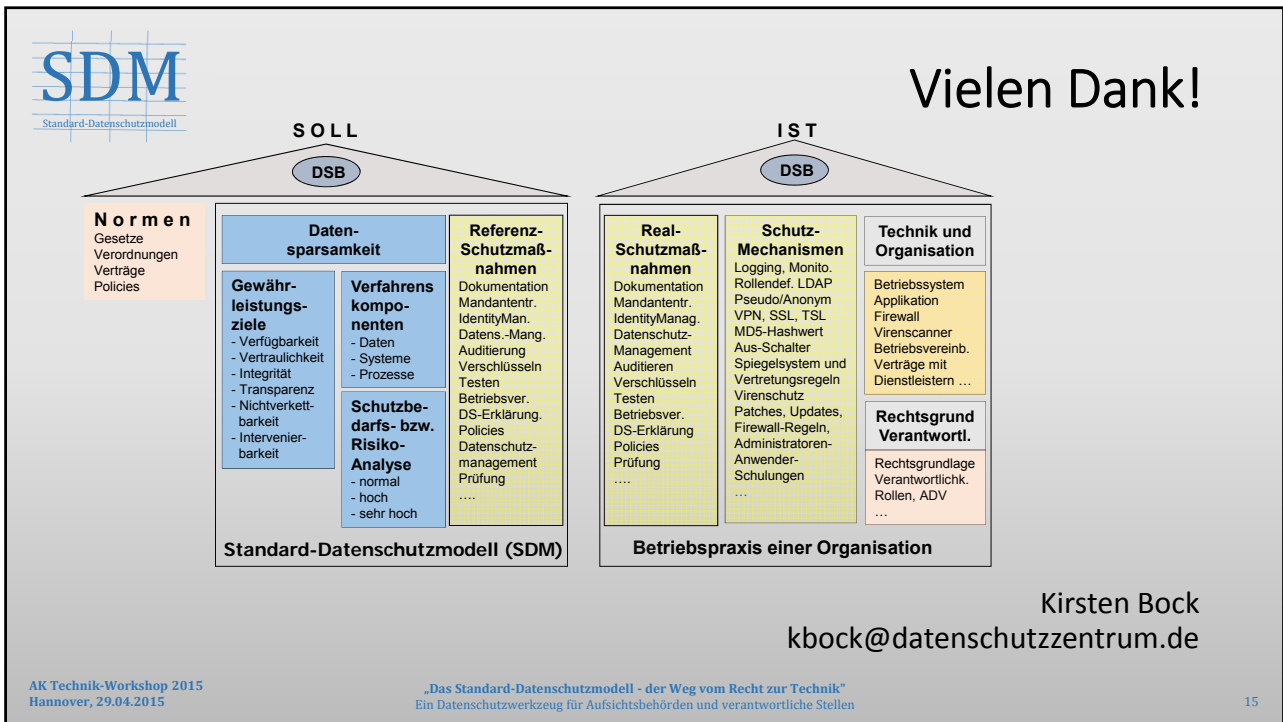 SDM
Standard-Datenschutzmodell
Vielen Dank!
S O L L
DSB
N o r m e n
Gesetze
Verordnungen
Verträge
Policies
Daten-
sparsamkeit
Gewähr-
leistungs-
ziele
- Verfügbarkeit
- Vertraulichkeit
- Integrität
- Transparenz
- Nichtverkett-
barkeit
- Intervenier-
barkeit
Verfahrens
kompo-
nenten
- Daten
- Systeme
- Prozesse
Schutzbe-
darfs- bzw.
Risiko-
Analyse
- normal
- hoch
- sehr hoch
Referenz-
Schutzmaß-
nahmen
Dokumentation
Mandantentr.
IdentityMan.
Datens.-Mang.
Auditierung
Verschlüsseln
Testen
Betriebsver.
DS-Erklärung.
Policies
Datenschutz-
management
Prüfung
….
Standard-Datenschutzmodell (SDM)
I S T
DSB
Real-
Schutzmaß-
nahmen
Dokumentation
Mandantentr.
IdentityManag.
Datenschutz-
Management
Auditieren
Verschlüsseln
Testen
Betriebsver.
DS-Erklärung
Policies
Prüfung
….
Schutz-
Mechanismen
Logging, Monito.
Rollendef. LDAP
Pseudo/Anonym
VPN, SSL, TSL
MD5-Hashwert
Aus-Schalter
Spiegelsystem und
Vertretungsregeln
Virenschutz
Patches, Updates,
Firewall-Regeln,
Administratoren-
Anwender-
Schulungen
…
Technik und
Organisation
Betriebssystem
Applikation
Firewall
Virenscanner
Betriebsvereinb.
Verträge mit
Dienstleistern …
Rechtsgrund
Verantwortl.
Rechtsgrundlage
Verantwortlichk.
Rollen, ADV
…
Betriebspraxis einer Organisation
Kirsten Bock
kbock@datenschutzzentrum.de
AK Technik-Workshop 2015
Hannover, 29.04.2015
„Das Standard-Datenschutzmodell - der Weg vom Recht zur Technik"
Ein Datenschutzwerkzeug für Aufsichtsbehörden und verantwortliche Stellen
15